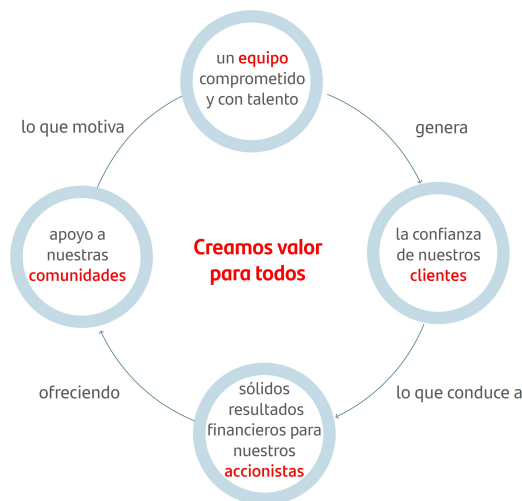 un equipo
comprometido
y con talento
genera
la confianza
de nuestros
clientes
lo que conduce a
sólidos
resultados
financieros para
nuestros
accionistas
ofreciendo
apoyo a
nuestras
comunidades
lo que motiva
Creamos valor
para todos